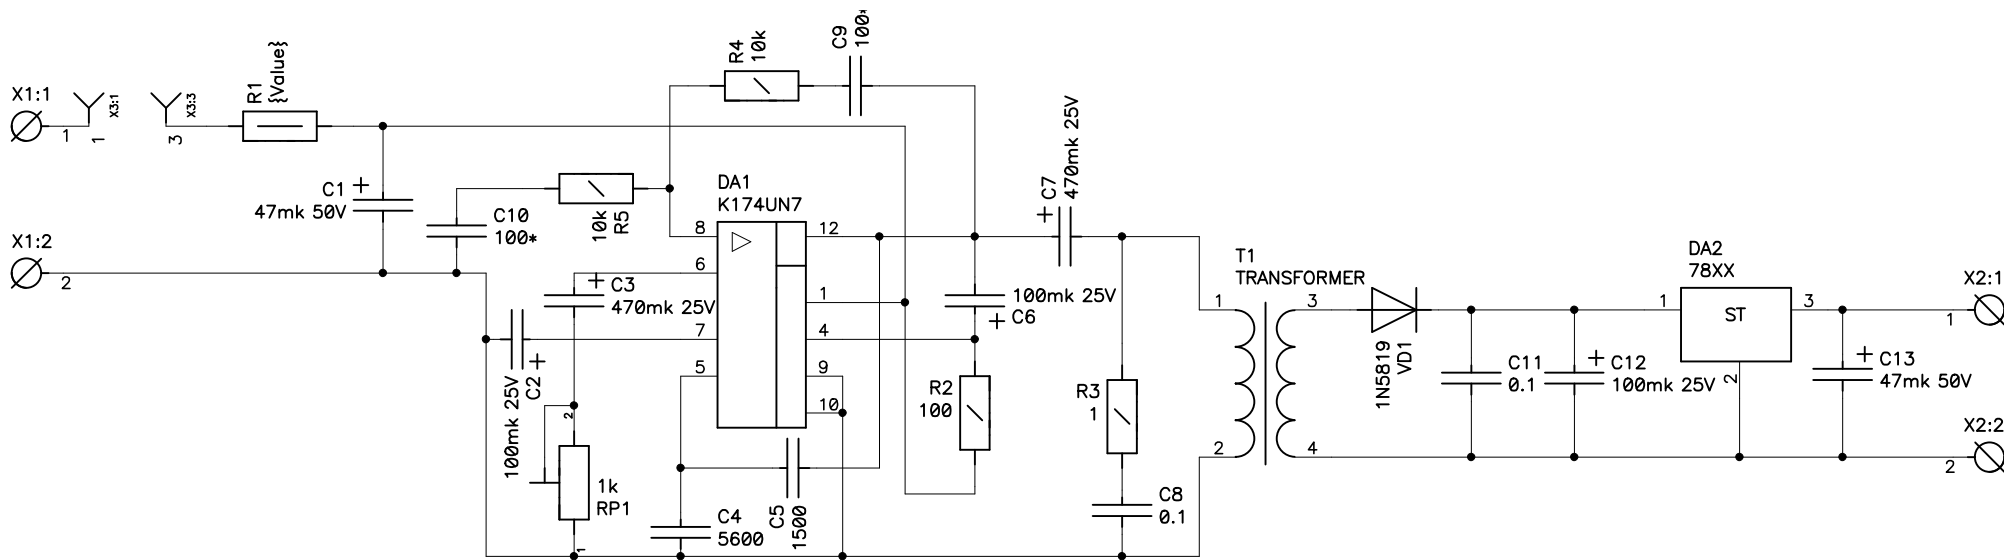 X1:1
1
X3:1
1
X3:3
3
R1
{Value}
X1:2
2
C1 +
47mk 50V
C10
100*
R4
10k
C9
100*
10k
R5
DA1
K174UN7
8
6
7
5
12
1
4
9
10
+ C3
470mk 25V
100mk 25V
C2 +
2
1k
RP1
1
C4
5600
C5
1500
+ C7
470mk 25V
100mk 25V
+ C6
R2
100
R3
1
C8
0.1
T1
TRANSFORMER
1
2
3
4
1N5819
VD1
C11
0.1
+ C12
100mk 25V
DA2
78XX
1
ST
3
2
+ C13
47mk 50V
X2:1
1
X2:2
2